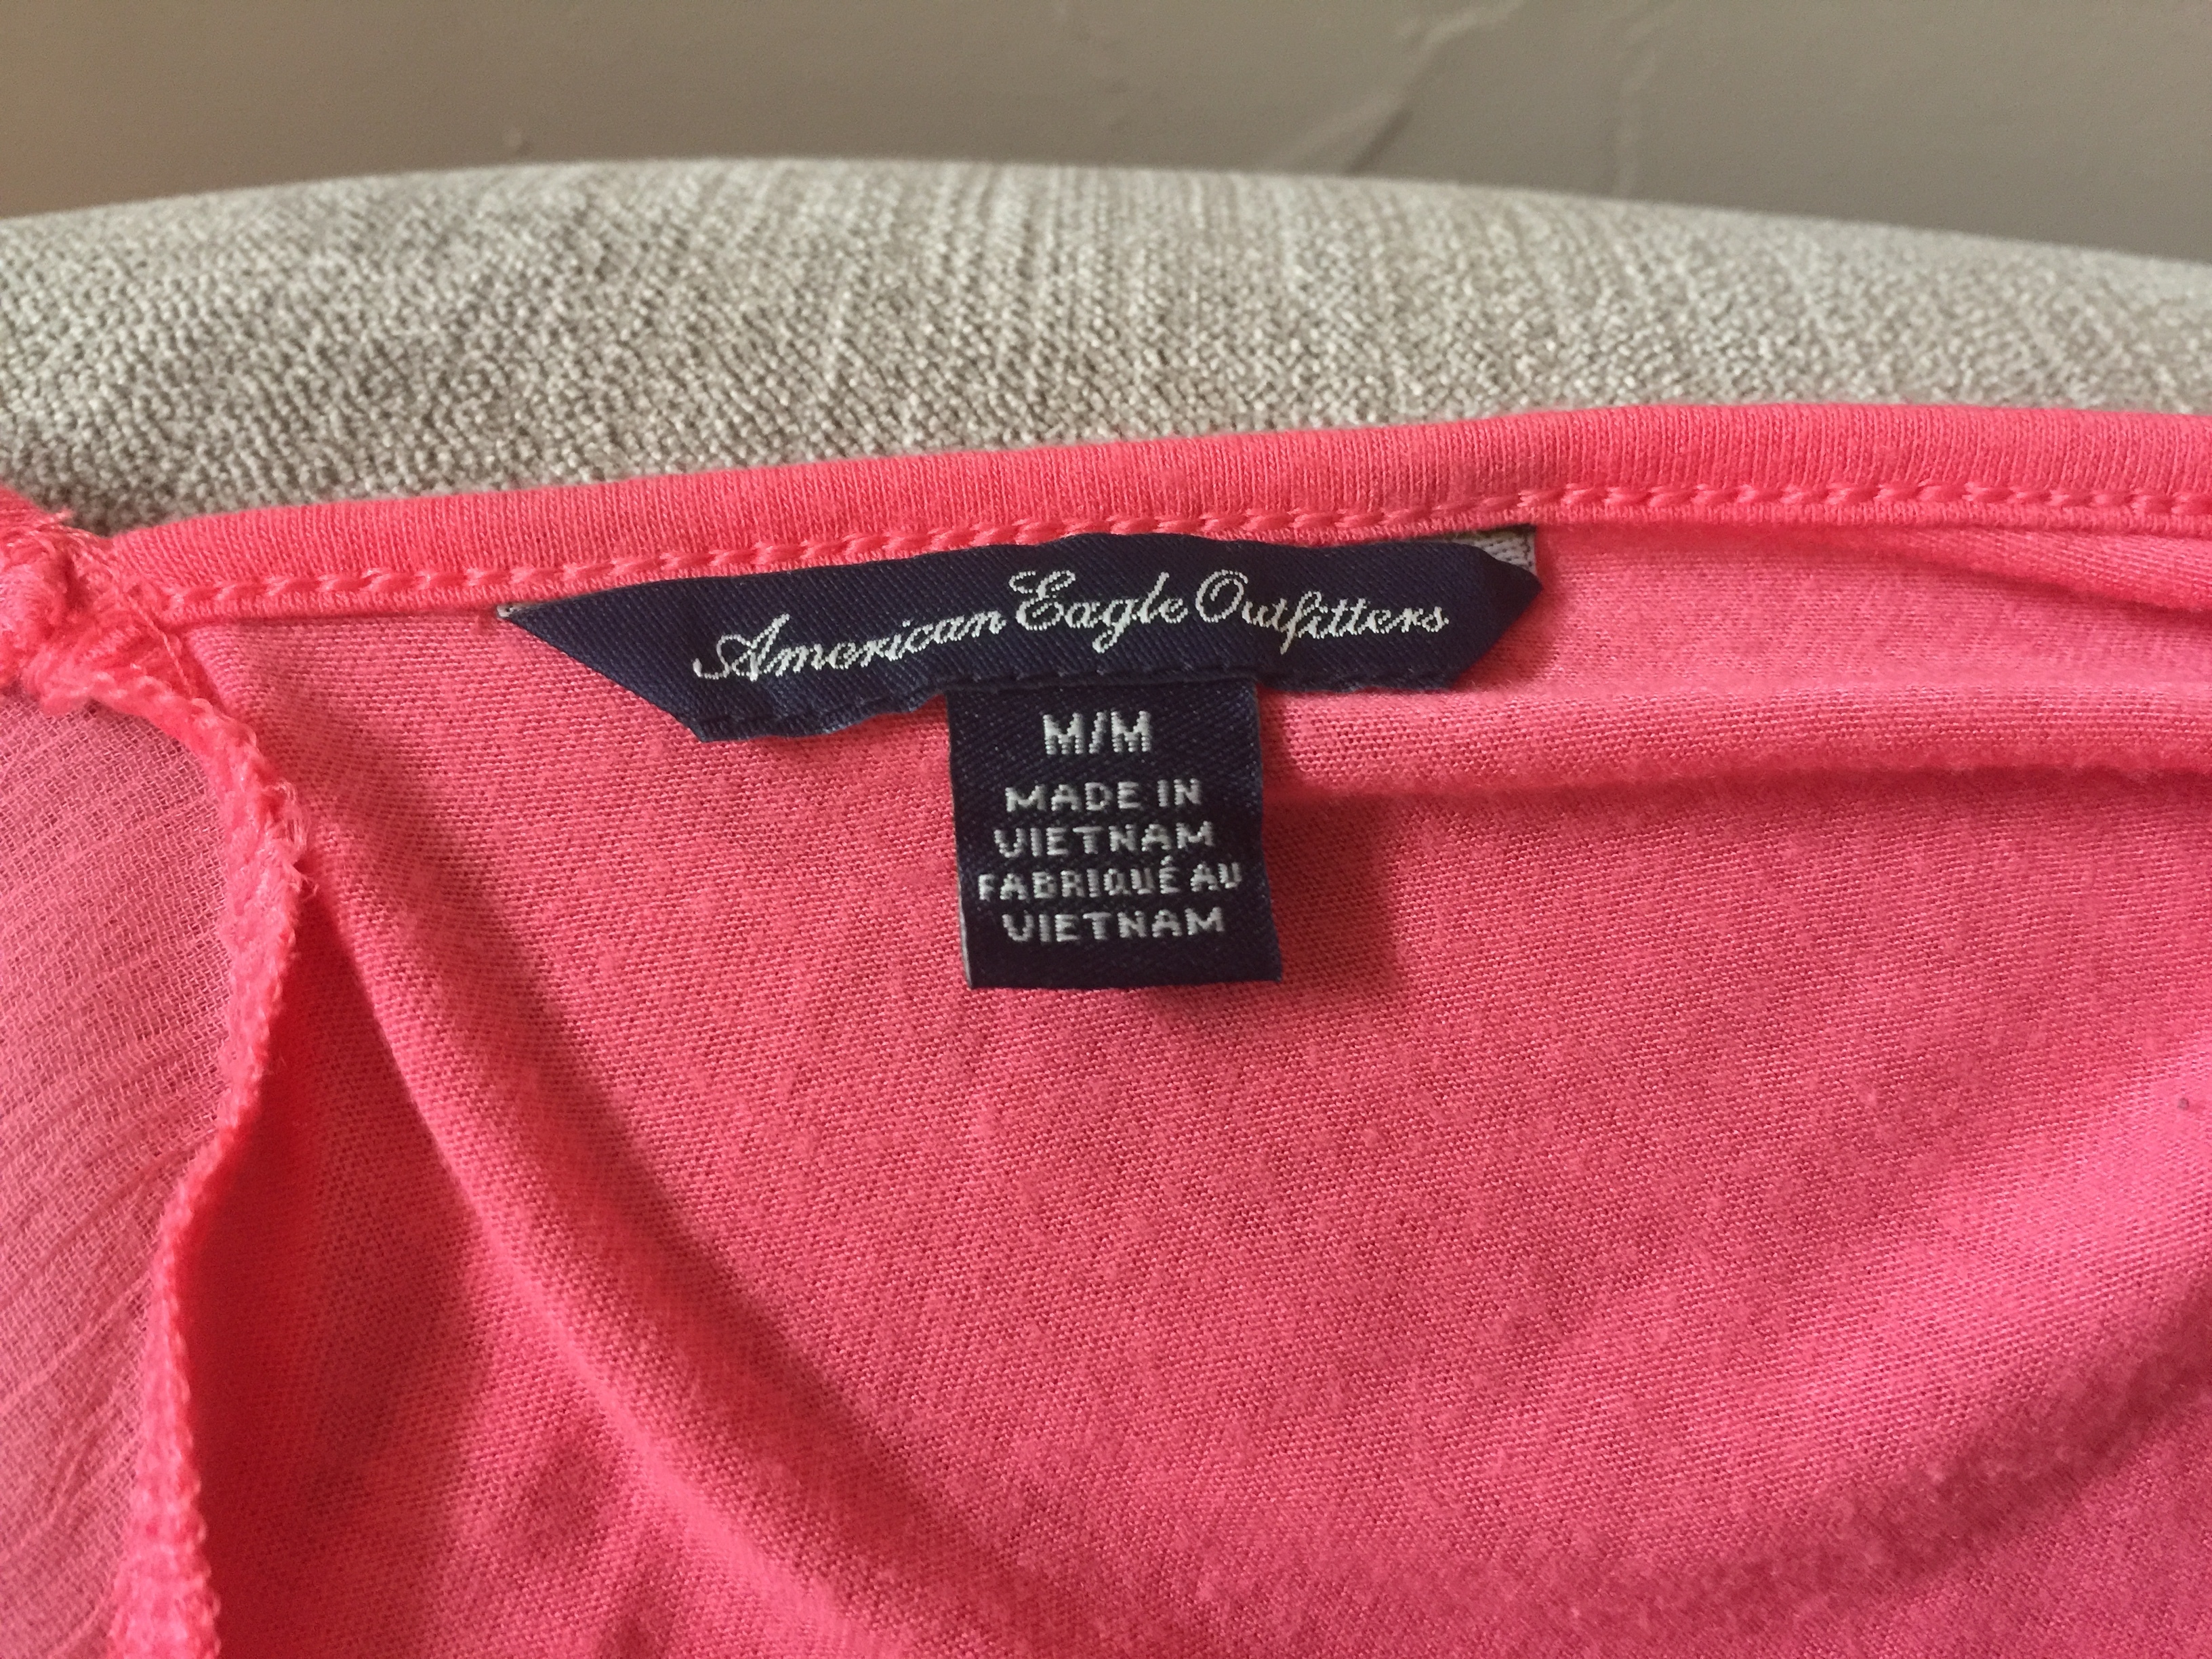 American Eagle Outfitters
M/M
MADE IN
VIETNAM
FABRIQUÉ AU
VIETNAM